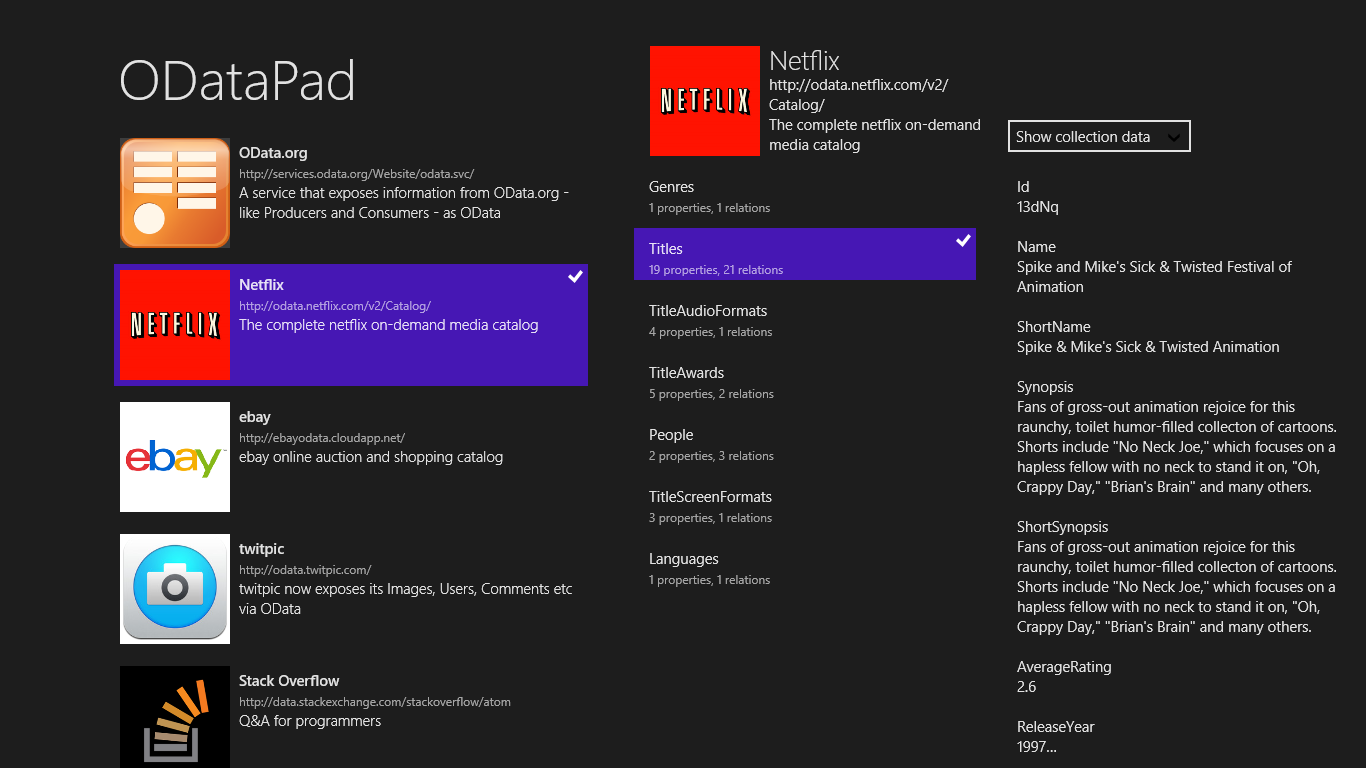 ODataPad
OData.org
http://services.odata.org/Website/odata.svc/
A service that exposes information from OData.org -
like Producers and Consumers - as OData
NETFLIX
Netflix
http://odata.netflix.com/v2/Catalog/
The complete netflix on-demand media catalog
ebay
ebay
http://ebayodata.cloudapp.net/
ebay online auction and shopping catalog
twitpic
http://odata.twitpic.com/
twitpic now exposes its Images, Users, Comments etc
via OData
Stack Overflow
http://data.stackexchange.com/stackoverflow/atom
Q&A for programmers
NETFLIX
Netflix
http://odata.netflix.com/v2/
Catalog/
The complete netflix on-demand
media catalog
Genres
1 properties, 1 relations
Titles
19 properties, 21 relations
TitleAudioFormats
4 properties, 1 relations
TitleAwards
5 properties, 2 relations
People
2 properties, 3 relations
TitleScreenFormats
3 properties, 1 relations
Languages
1 properties, 1 relations
Show collection data
Id
13dNq
Name
Spike and Mike's Sick & Twisted Festival of
Animation
ShortName
Spike & Mike's Sick & Twisted Animation
Synopsis
Fans of gross-out animation rejoice for this
raunchy, toilet humor-filled collecton of cartoons.
Shorts include "No Neck Joe," which focuses on a
hapless fellow with no neck to stand it on, "Oh,
Crappy Day," "Brian's Brain" and many others.
ShortSynopsis
Fans of gross-out animation rejoice for this
raunchy, toilet humor-filled collecton of cartoons.
Shorts include "No Neck Joe," which focuses on a
hapless fellow with no neck to stand it on, "Oh,
Crappy Day," "Brian's Brain" and many others.
AverageRating
2.6
ReleaseYear
1997...